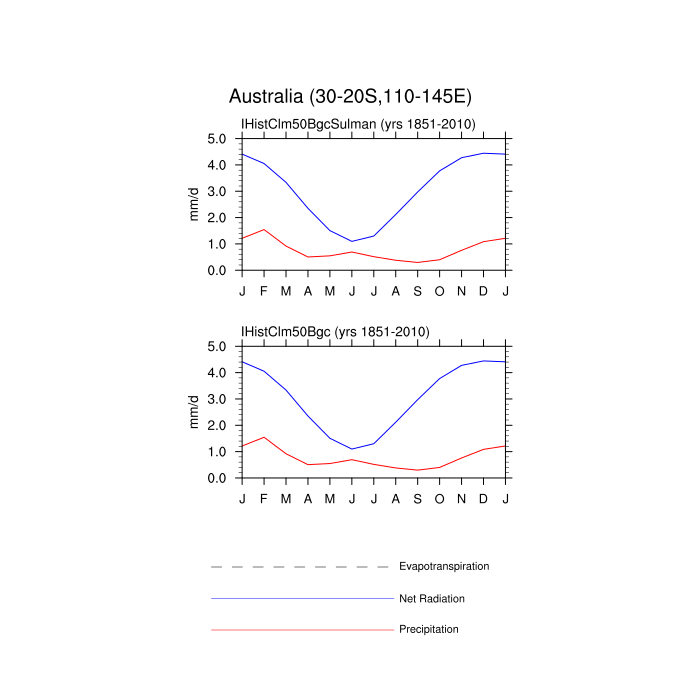 Australia (30-20S,110-145E)
IHistClm50BgcSulman (yrs 1851-2010)
5.0
4.0
3.0
2.0
1.0
0.0
mm/d
J F M A M J J A S O N D J
IHistClm50Bgc (yrs 1851-2010)
5.0
4.0
3.0
2.0
1.0
0.0
mm/d
J F M A M J J A S O N D J
Evapotranspiration
Net Radiation
Precipitation